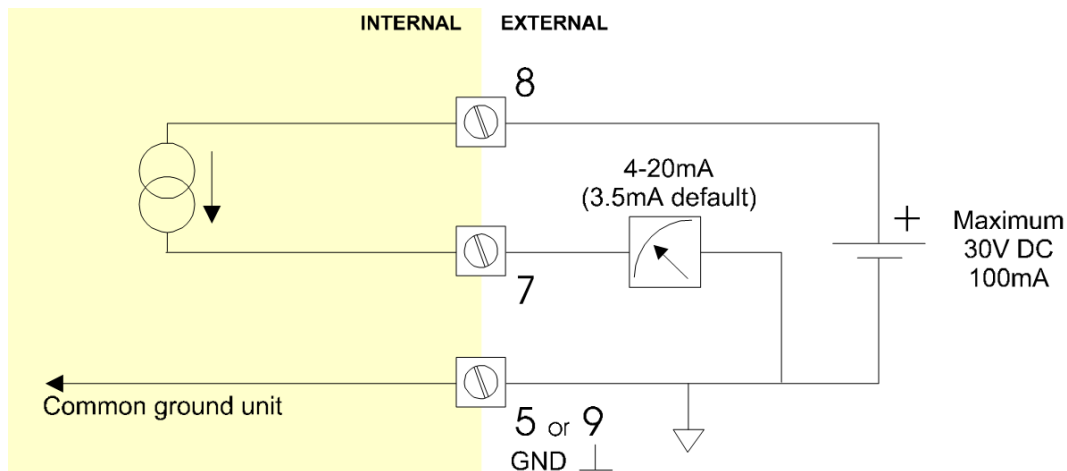 INTERNAL EXTERNAL
8
4-20mA
(3.5mA default)
+
Maximum
30V DC
100mA
7
Common ground unit
5 or 9
GND